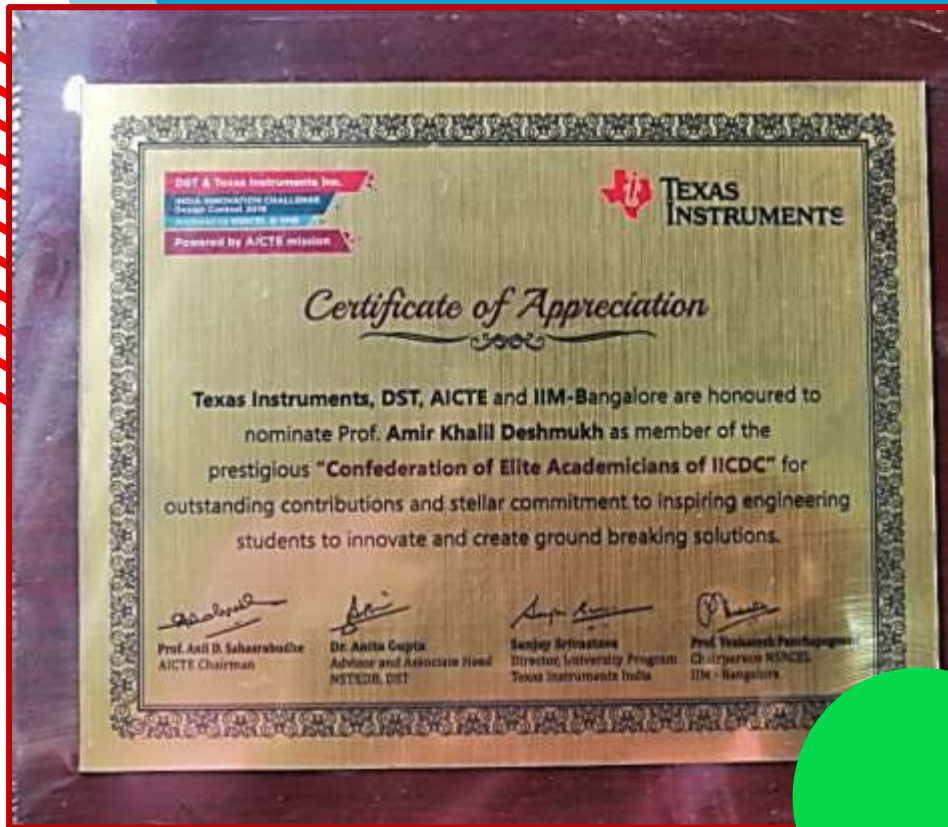 DST & Texas Instruments Inc.
INDIA INNOVATION CHALLENGE
Design Contest 2018
Powered by AICTE mission
TEXAS
INSTRUMENTS
Certificate of Appreciation
Texas Instruments, DST, AICTE and IIM-Bangalore are honoured to
nominate Prof. Amir Khalil Deshmukh as member of the
prestigious "Confederation of Elite Academicians of IICDC" for
outstanding contributions and stellar commitment to inspiring engineering
students to innovate and create ground breaking solutions.
Prof. Anil D. Sahasrabudhe
AICTE Chairman
Dr. Anita Gupta
Advisor and Associate Head
NSTEDB, DST
Sanjay Srivastava
Director, University Program
Texas Instruments India
Prof. Venkatesh Panchapagesan
Chairperson NSRCEL
IIM - Bangalore